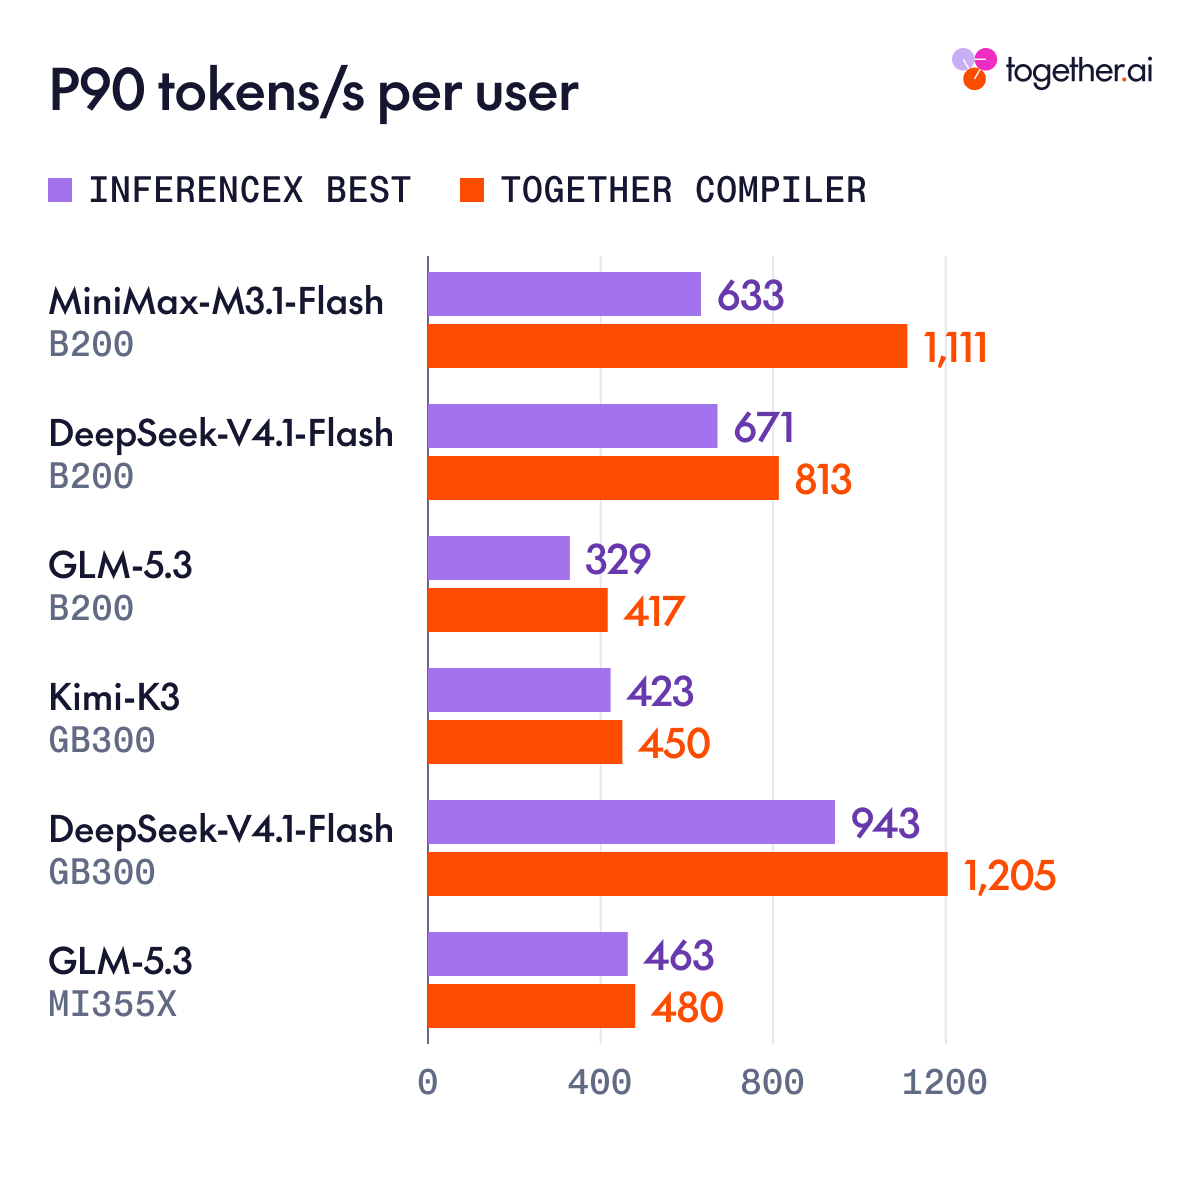 P90 tokens/s per user
together.ai
INFERENCEX BEST
TOGETHER COMPILER
MiniMax-M3.1-Flash
B200
633
1,111
DeepSeek-V4.1-Flash
B200
671
813
GLM-5.3
B200
329
417
Kimi-K3
GB300
423
450
DeepSeek-V4.1-Flash
GB300
943
1,205
GLM-5.3
MI355X
463
480
0 400 800 1200